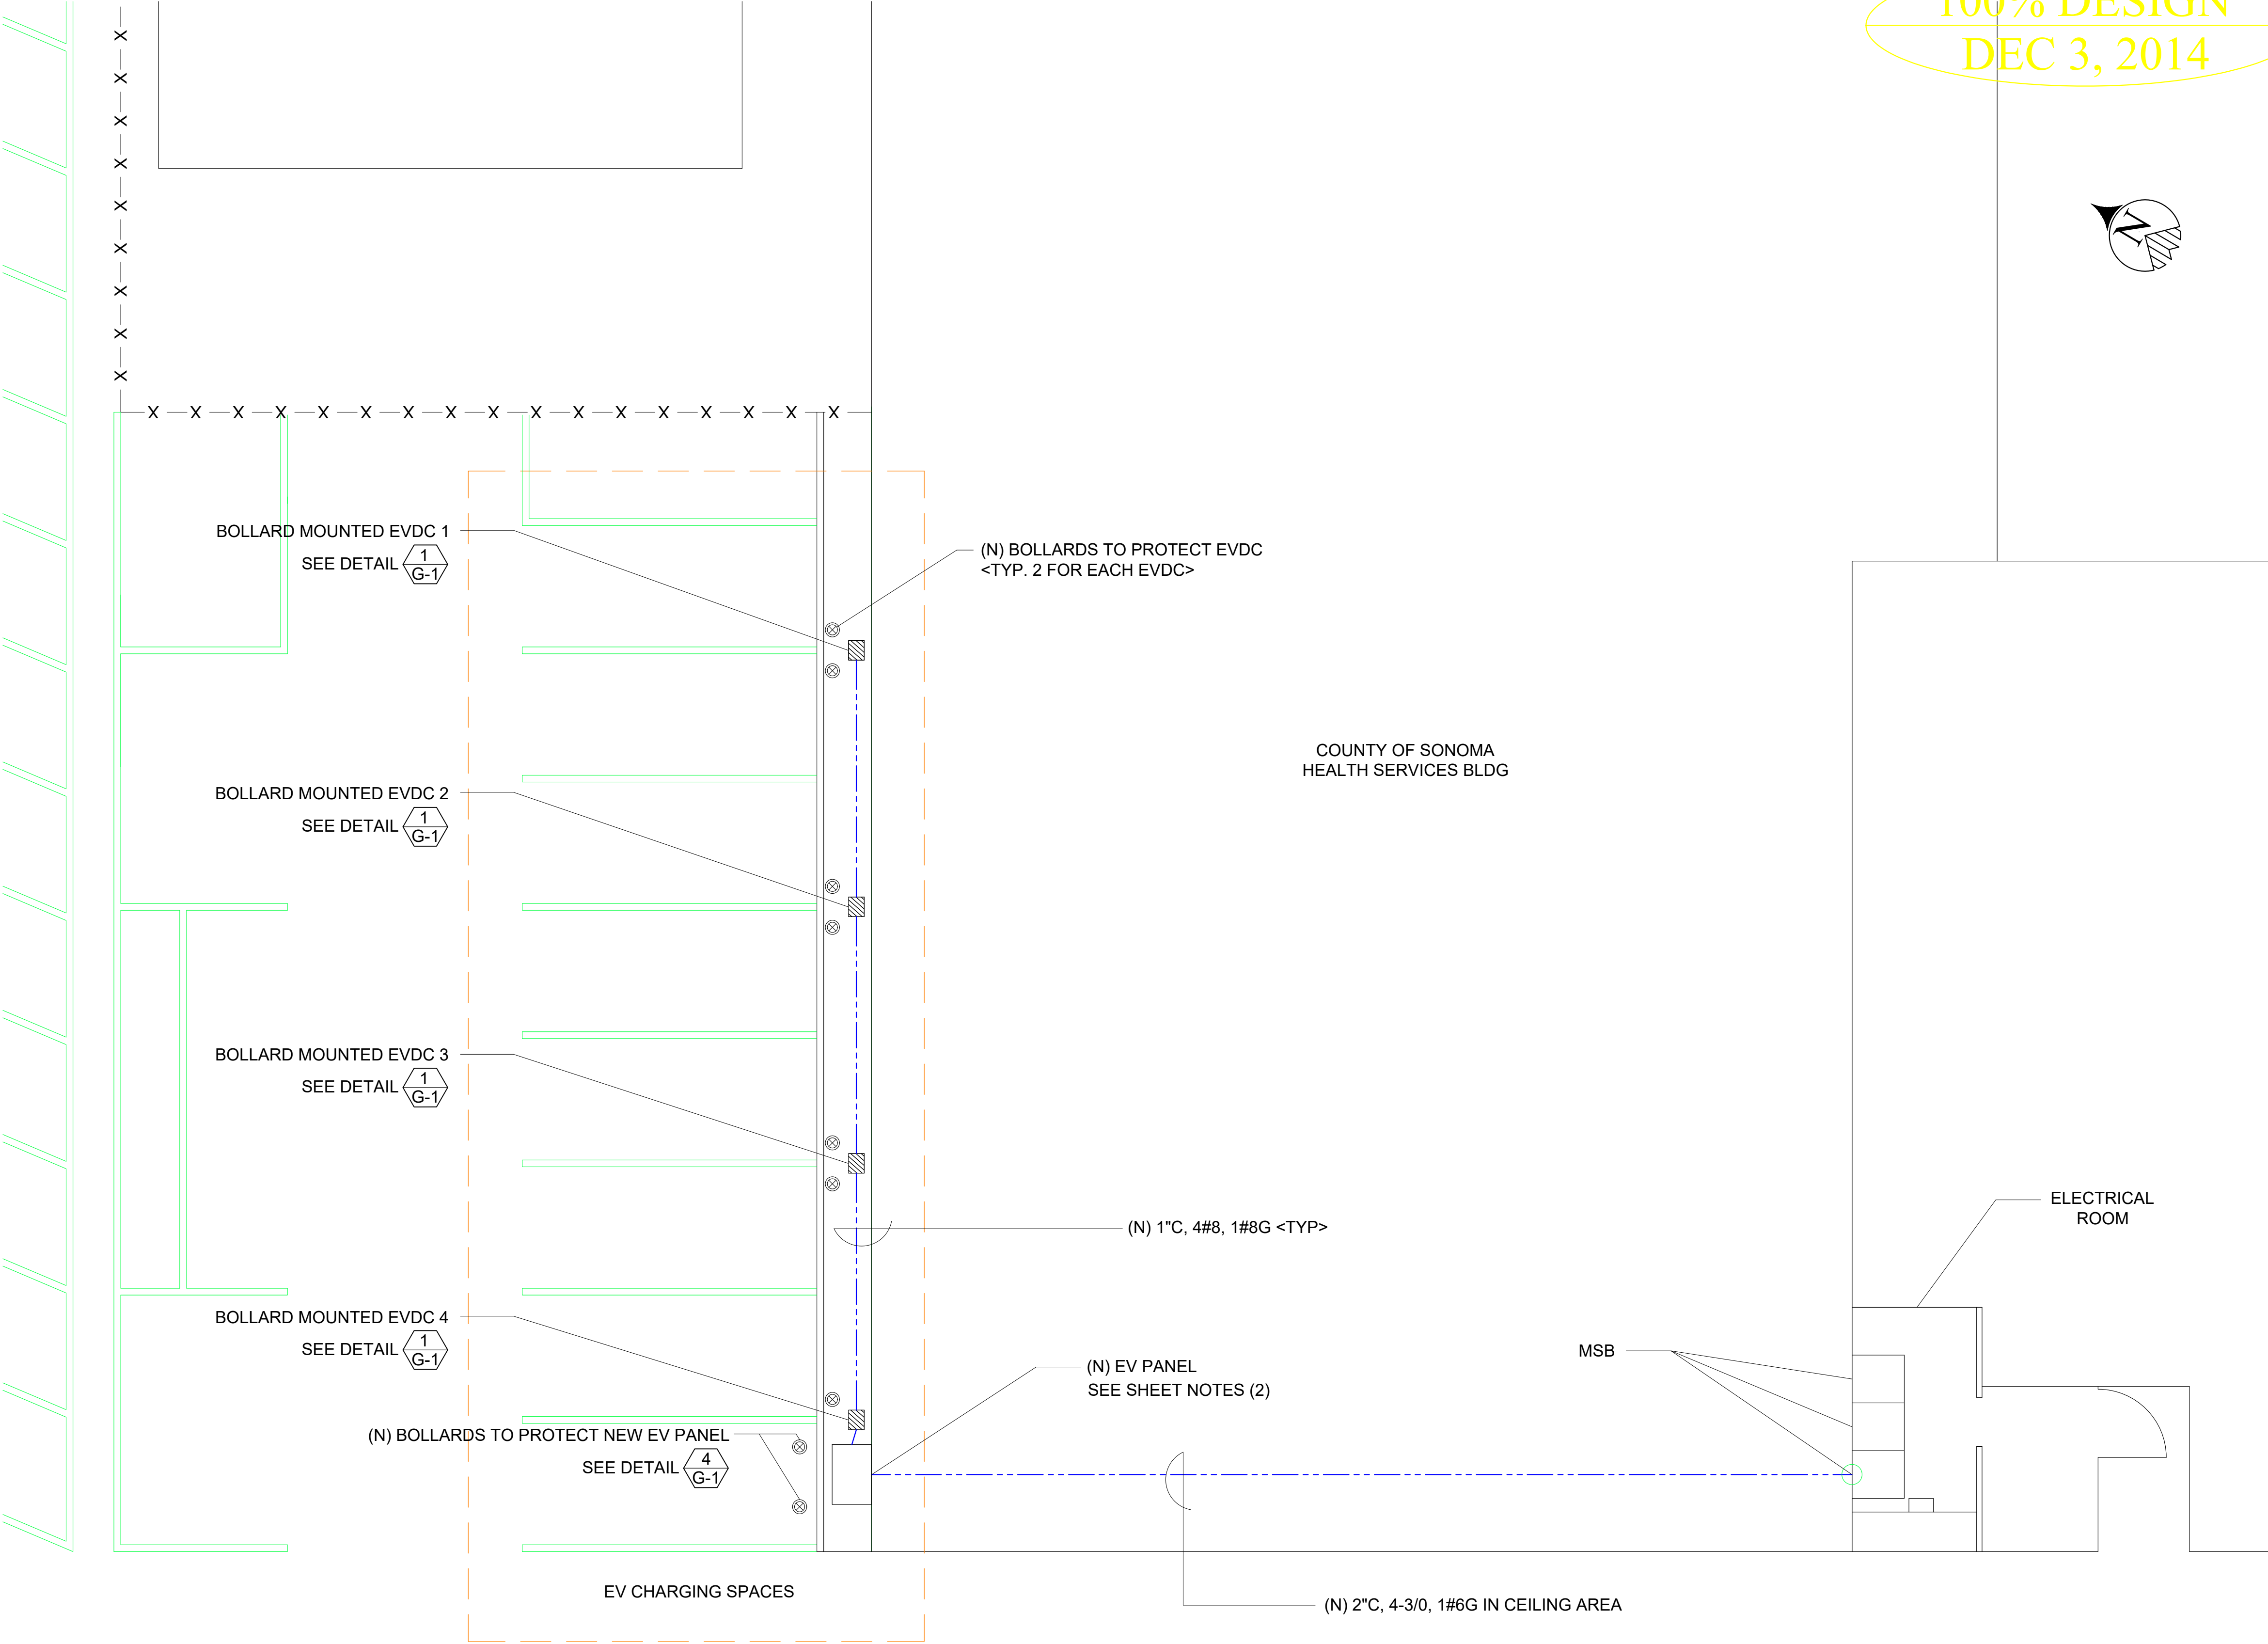 100% DESIGN
DEC 3, 2014
N
X X X X X X X X X
X X X X X X X X X X X X X X X X X
BOLLARD MOUNTED EVDC 1
SEE DETAIL 1
G-1
(N) BOLLARDS TO PROTECT EVDC
<TYP. 2 FOR EACH EVDC>
COUNTY OF SONOMA
HEALTH SERVICES BLDG
BOLLARD MOUNTED EVDC 2
SEE DETAIL 1
G-1
BOLLARD MOUNTED EVDC 3
SEE DETAIL 1
G-1
(N) 1"C, 4#8, 1#8G <TYP>
ELECTRICAL
ROOM
BOLLARD MOUNTED EVDC 4
SEE DETAIL 1
G-1
MSB
(N) EV PANEL
SEE SHEET NOTES (2)
(N) BOLLARDS TO PROTECT NEW EV PANEL
SEE DETAIL 4
G-1
EV CHARGING SPACES
(N) 2"C, 4-3/0, 1#6G IN CEILING AREA